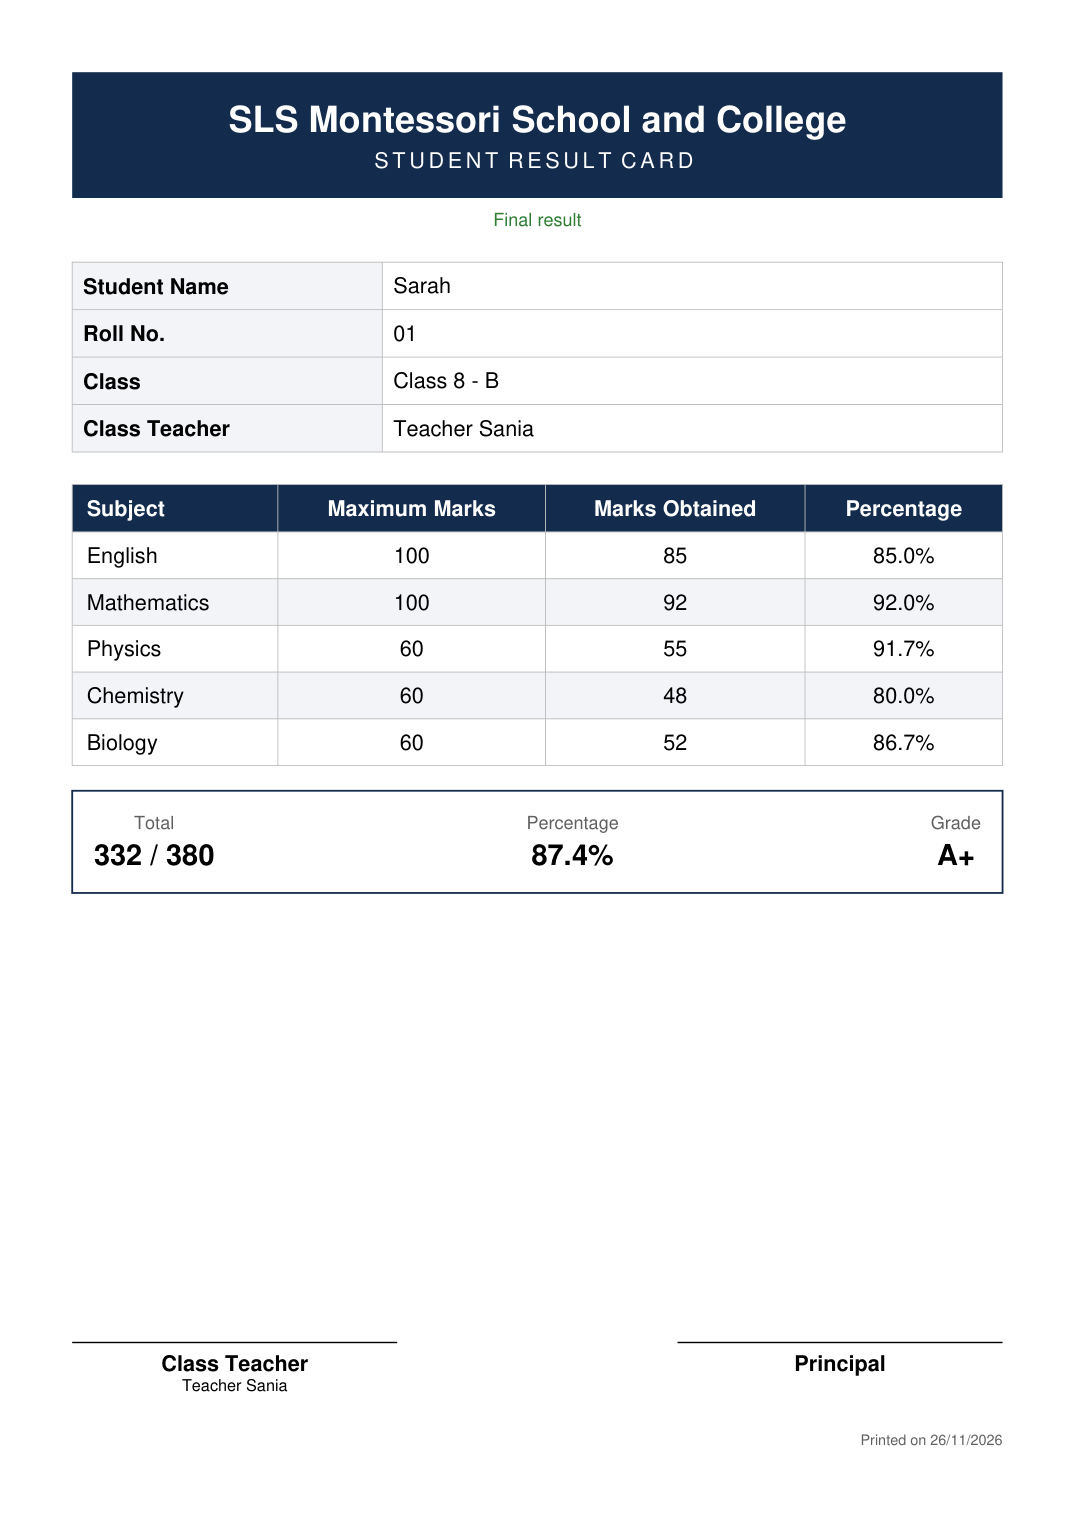 SLS Montessori School and College
STUDENT RESULT CARD
Final result
Student Name Sarah
Roll No. 01
Class Class 8 - B
Class Teacher Teacher Sania
Subject Maximum Marks Marks Obtained Percentage
English 100 85 85.0%
Mathematics 100 92 92.0%
Physics 60 55 91.7%
Chemistry 60 48 80.0%
Biology 60 52 86.7%
Total Percentage Grade
332 / 380 87.4% A+
Class Teacher Principal
Teacher Sania
Printed on 26/11/2026